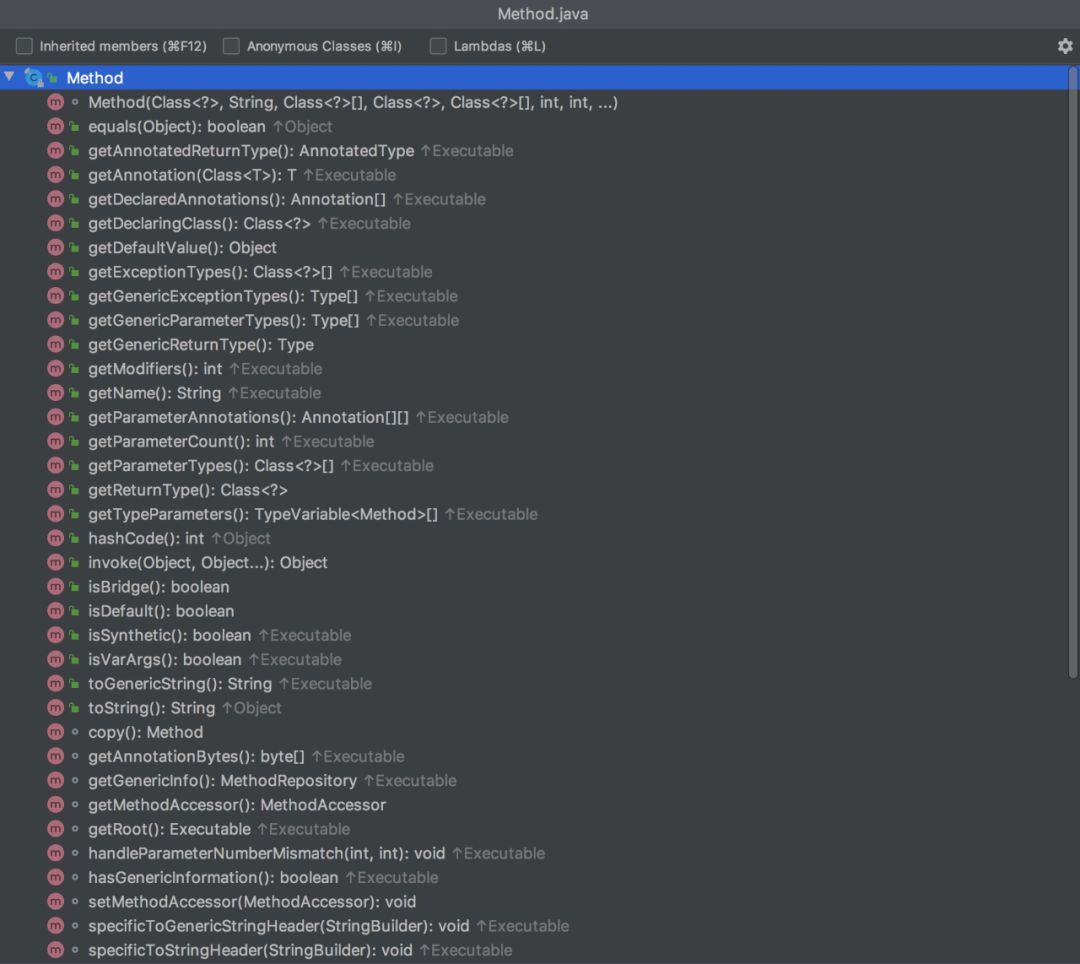 Method.java
Inherited members (⌘F12) Anonymous Classes (⌘I) Lambdas (⌘L)
Method
Method(Class<?>, String, Class<?>[], Class<?>, Class<?>[], int, int, ...)
equals(Object): boolean ↑Object
getAnnotatedReturnType(): AnnotatedType ↑Executable
getAnnotation(Class<T>): T ↑Executable
getDeclaredAnnotations(): Annotation[] ↑Executable
getDeclaringClass(): Class<?> ↑Executable
getDefaultValue(): Object
getExceptionTypes(): Class<?>[] ↑Executable
getGenericExceptionTypes(): Type[] ↑Executable
getGenericParameterTypes(): Type[] ↑Executable
getGenericReturnType(): Type
getModifiers(): int ↑Executable
getName(): String ↑Executable
getParameterAnnotations(): Annotation[][] ↑Executable
getParameterCount(): int ↑Executable
getParameterTypes(): Class<?>[] ↑Executable
getReturnType(): Class<?>
getTypeParameters(): TypeVariable<Method>[] ↑Executable
hashCode(): int ↑Object
invoke(Object, Object...): Object
isBridge(): boolean
isDefault(): boolean
isSynthetic(): boolean ↑Executable
isVarArgs(): boolean ↑Executable
toGenericString(): String ↑Executable
toString(): String ↑Object
copy(): Method
getAnnotationBytes(): byte[] ↑Executable
getGenericInfo(): MethodRepository ↑Executable
getMethodAccessor(): MethodAccessor
getRoot(): Executable ↑Executable
handleParameterNumberMismatch(int, int): void ↑Executable
hasGenericInformation(): boolean ↑Executable
setMethodAccessor(MethodAccessor): void
specificToGenericStringHeader(StringBuilder): void ↑Executable
specificToStringHeader(StringBuilder): void ↑Executable